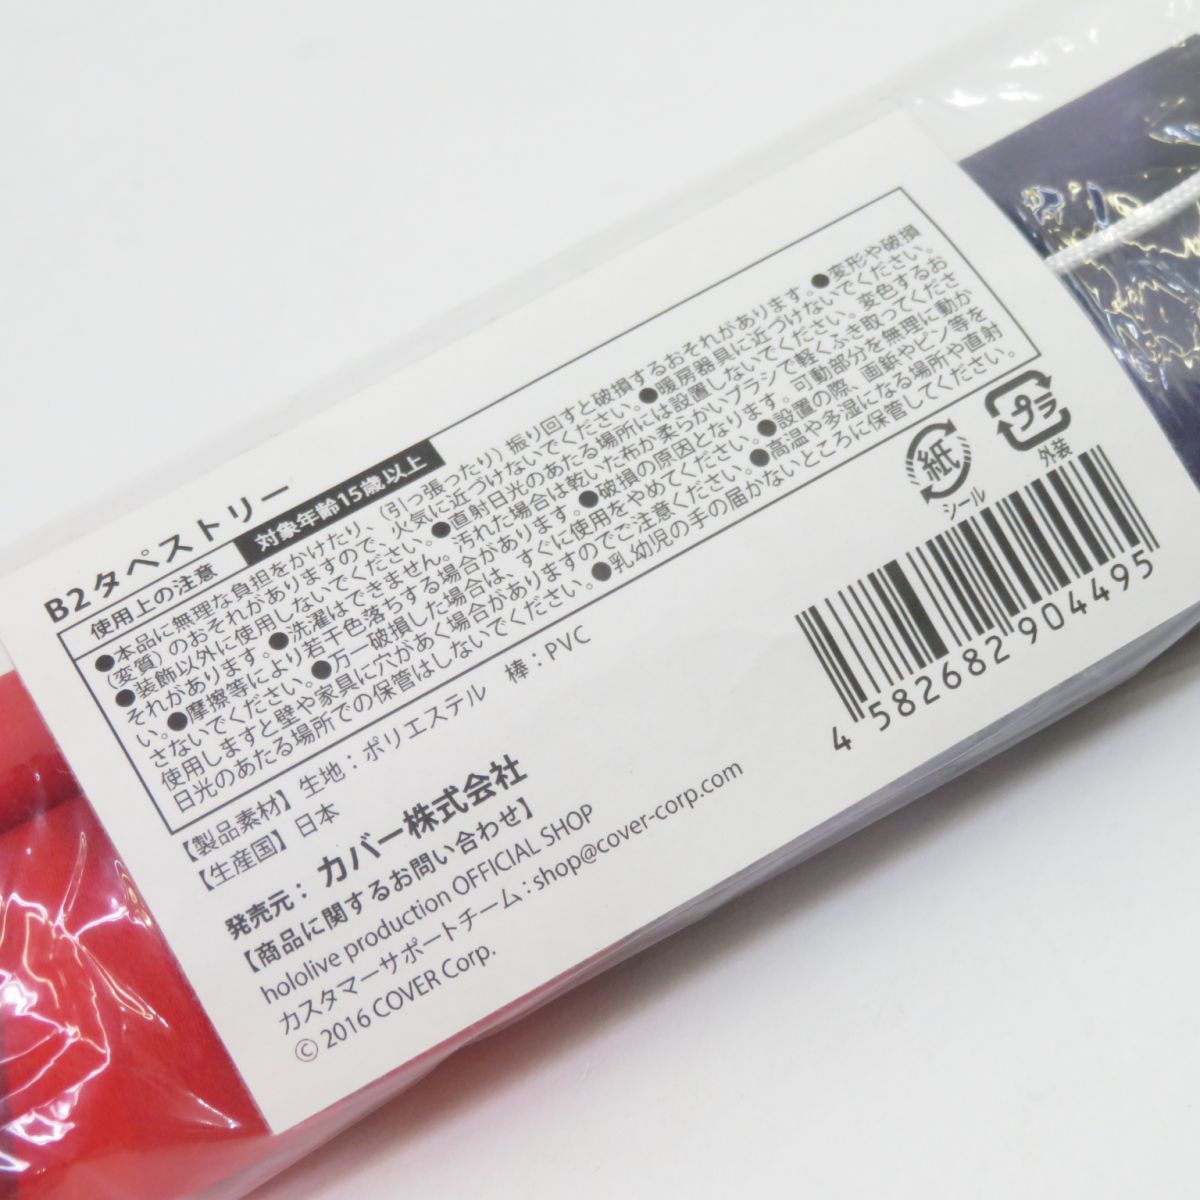 B2タペストリー
使用上の注意 対象年齢15歳以上
●本品に無理な負担をかけたり、(引っ張ったり)振り回すと破損するおそれがあります。●変形や破損
(変質)のおそれがありますので、火気に近づけないでください。●暖房器具に近づけないでください。
●装飾以外に使用しないでください。●直射日光のあたる場所には設置しないでください。変色するお
それがあります。●洗濯はできません。汚れた場合は乾いた布か柔らかいブラシで軽くふき取ってくださ
い。●摩擦等により若干色落ちする場合があります。●破損の原因となります。可動部分を無理に動か
さないでください。●万一破損した場合は、すぐに使用をやめてください。●設置の際、画鋲やピン等を
使用しますと壁や家具に穴があく場合がありますのでご注意ください。●高温や多湿になる場所や直射
日光のあたる場所での保管はしないでください。●乳幼児の手の届かないところに保管してください。
【製品素材】生地：ポリエステル 棒：PVC
【生産国】日本
発売元：カバー株式会社
【商品に関するお問い合わせ】
hololive production OFFICIAL SHOP
カスタマーサポートチーム：shop@cover-corp.com
© 2016 COVER Corp.
紙
シール
プラ
外装
4 582682 904495